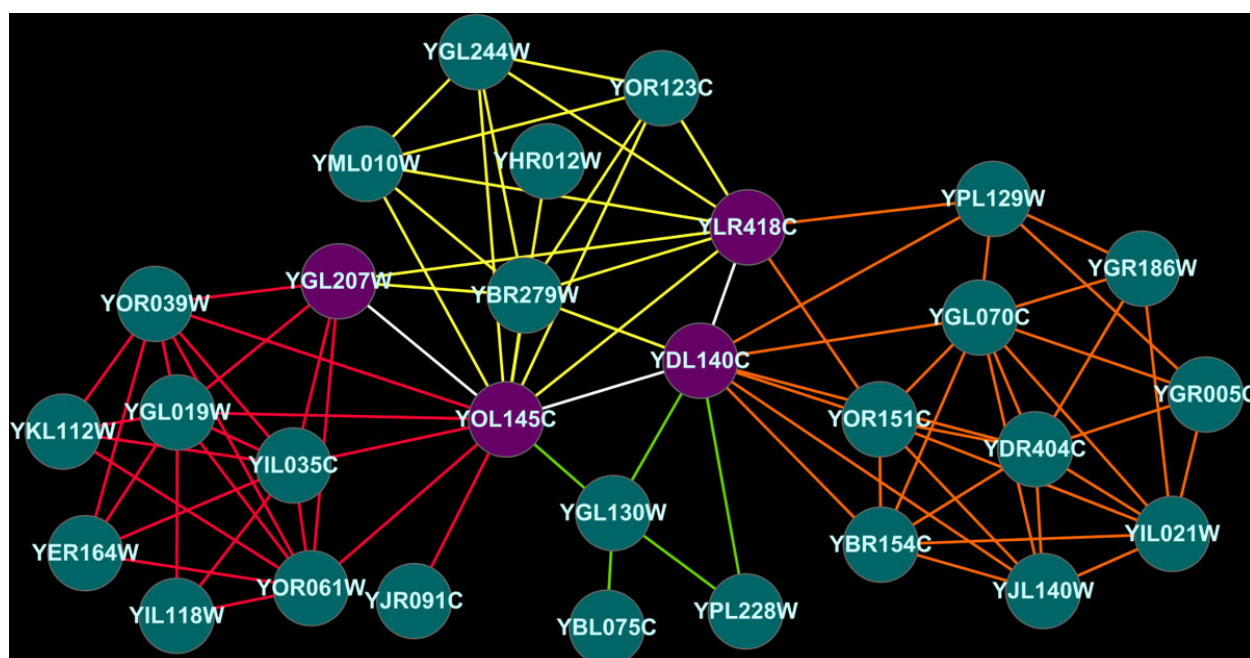 YGL244W
YOR123C
YML010W
YHR012W
YPL129W
YLR418C
YGR186W
YGL207W
YBR279W
YOR039W
YGL070C
YDL140C
YGR005C
YGL019W
YOL145C
YOR151C
YKL112W
YDR404C
YIL035C
YGL130W
YIL021W
YER164W
YBR154C
YOR061W
YJL140W
YJR091C
YIL118W
YPL228W
YBL075C